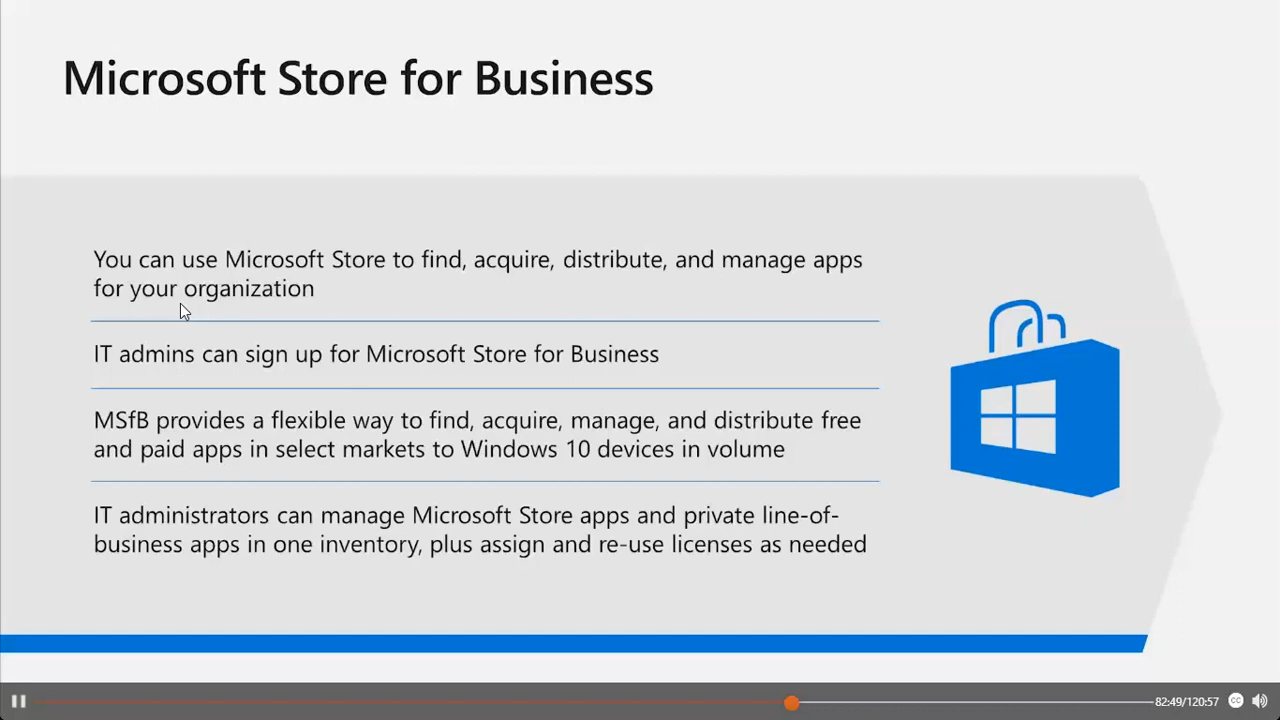 Microsoft Store for Business
You can use Microsoft Store to find, acquire, distribute, and manage apps
for your organization
IT admins can sign up for Microsoft Store for Business
MSfB provides a flexible way to find, acquire, manage, and distribute free
and paid apps in select markets to Windows 10 devices in volume
IT administrators can manage Microsoft Store apps and private line-of-
business apps in one inventory, plus assign and re-use licenses as needed
82:49/120:57
CC